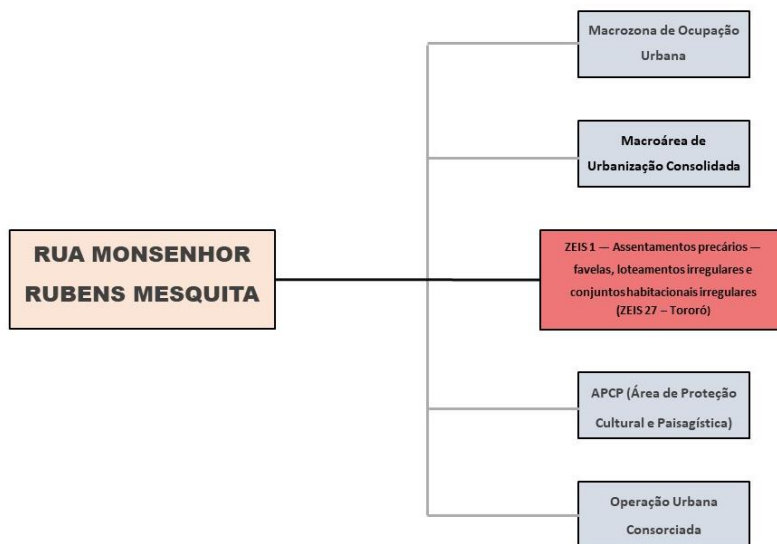 Macrozona de Ocupação
Urbana
Macroárea de
Urbanização Consolidada
RUA MONSENHOR
RUBENS MESQUITA
ZEIS 1 — Assentamentos precários —
favelas, loteamentos irregulares e
conjuntos habitacionais irregulares
(ZEIS 27 – Tororó)
APCP (Área de Proteção
Cultural e Paisagística)
Operação Urbana
Consorciada